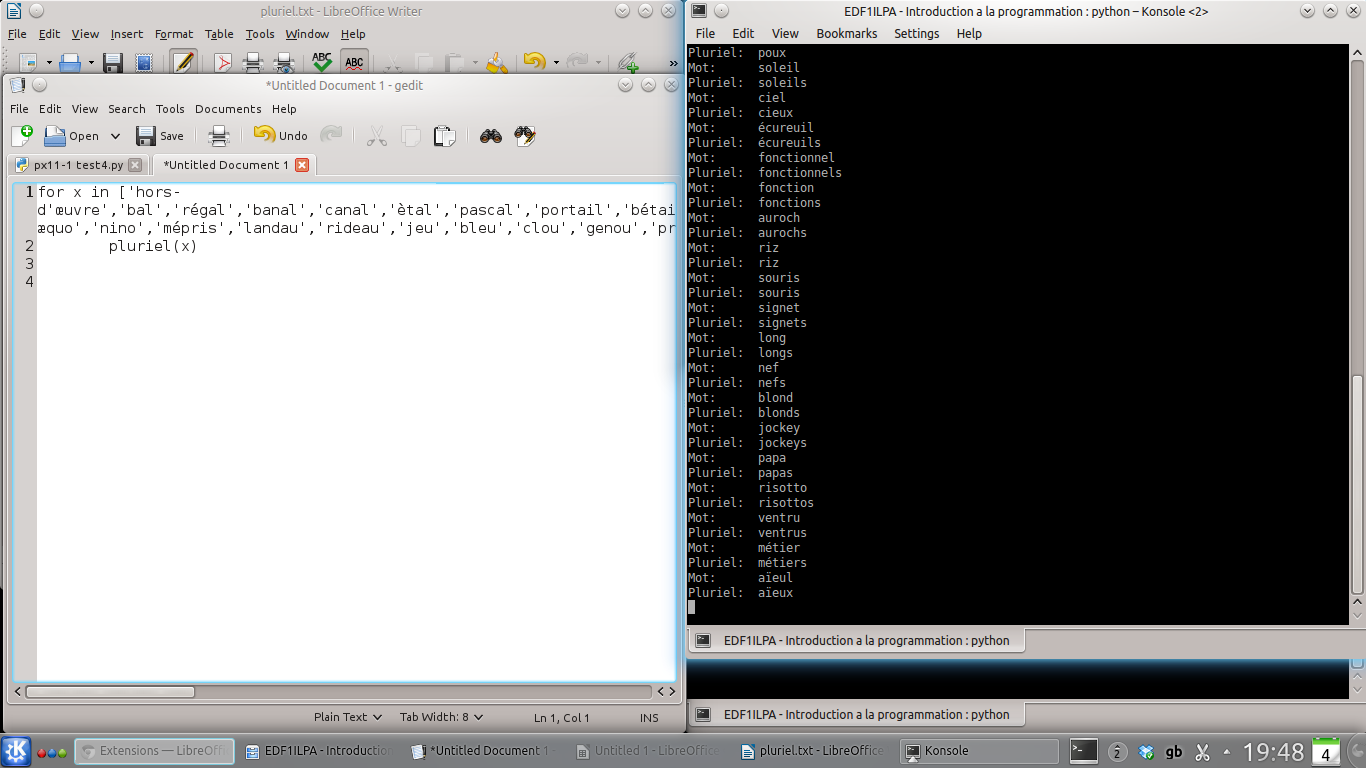 pluriel.txt - LibreOffice Writer
File Edit View Insert Format Table Tools Window Help
ABC ABC »
*Untitled Document 1 - gedit
File Edit View Search Tools Documents Help
Open Save Undo
px11-1 test4.py *Untitled Document 1
1 for x in ['hors-
d'œuvre','bal','régal','banal','canal','ètal','pascal','portail','bétai
æquo','nino','mépris','landau','rideau','jeu','bleu','clou','genou','pr
2 pluriel(x)
3
4
Plain Text Tab Width: 8 Ln 1, Col 1 INS
EDF1ILPA - Introduction a la programmation : python – Konsole <2>
File Edit View Bookmarks Settings Help
Pluriel: poux
Mot: soleil
Pluriel: soleils
Mot: ciel
Pluriel: cieux
Mot: écureuil
Pluriel: écureuils
Mot: fonctionnel
Pluriel: fonctionnels
Mot: fonction
Pluriel: fonctions
Mot: auroch
Pluriel: aurochs
Mot: riz
Pluriel: riz
Mot: souris
Pluriel: souris
Mot: signet
Pluriel: signets
Mot: long
Pluriel: longs
Mot: nef
Pluriel: nefs
Mot: blond
Pluriel: blonds
Mot: jockey
Pluriel: jockeys
Mot: papa
Pluriel: papas
Mot: risotto
Pluriel: risottos
Mot: ventru
Pluriel: ventrus
Mot: métier
Pluriel: métiers
Mot: aïeul
Pluriel: aïeux
EDF1ILPA - Introduction a la programmation : python
EDF1ILPA - Introduction a la programmation : python
Extensions — LibreOffi EDF1ILPA - Introduction *Untitled Document 1 - Untitled 1 - LibreOffic pluriel.txt - LibreOffice Konsole 2 gb 19:48 4